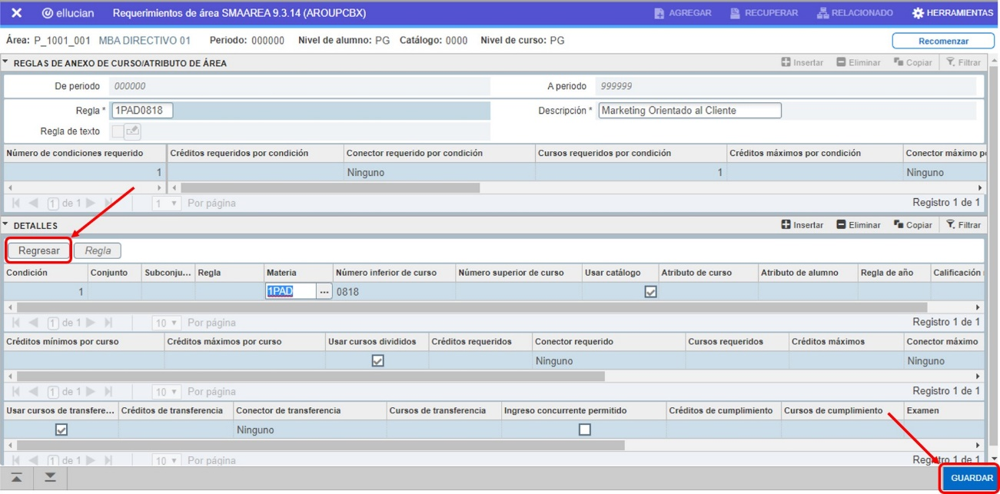 ellucian Requerimientos de área SMAAREA 9.3.14 (AROUPCBX) AGREGAR RECUPERAR RELACIONADO HERRAMIENTAS
Área: P_1001_001 MBA DIRECTIVO 01 Periodo: 000000 Nivel de alumno: PG Catálogo: 0000 Nivel de curso: PG Recomenzar
REGLAS DE ANEXO DE CURSO/ATRIBUTO DE ÁREA Insertar Eliminar Copiar Filtrar
De periodo 000000 A periodo 999999
Regla * 1PAD0818 Descripción * Marketing Orientado al Cliente
Regla de texto
Número de condiciones requerido Créditos requeridos por condición Conector requerido por condición Cursos requeridos por condición Créditos máximos por condición Conector máximo p
1 Ninguno 1 Ninguno
1 de 1 1 Por página Registro 1 de 1
DETALLES Insertar Eliminar Copiar Filtrar
Regresar Regla
Condición Conjunto Subconju... Regla Materia Número inferior de curso Número superior de curso Usar catálogo Atributo de curso Atributo de alumno Regla de año Calificación
1 1PAD ... 0818
1 de 1 10 Por página Registro 1 de 1
Créditos mínimos por curso Créditos máximos por curso Usar cursos divididos Créditos requeridos Conector requerido Cursos requeridos Créditos máximos Conector máximo
Ninguno Ninguno
1 de 1 10 Por página Registro 1 de 1
Usar cursos de transfere... Créditos de transferencia Conector de transferencia Cursos de transferencia Ingreso concurrente permitido Créditos de cumplimiento Cursos de cumplimiento Examen
Ninguno
1 de 1 10 Por página Registro 1 de 1
GUARDAR